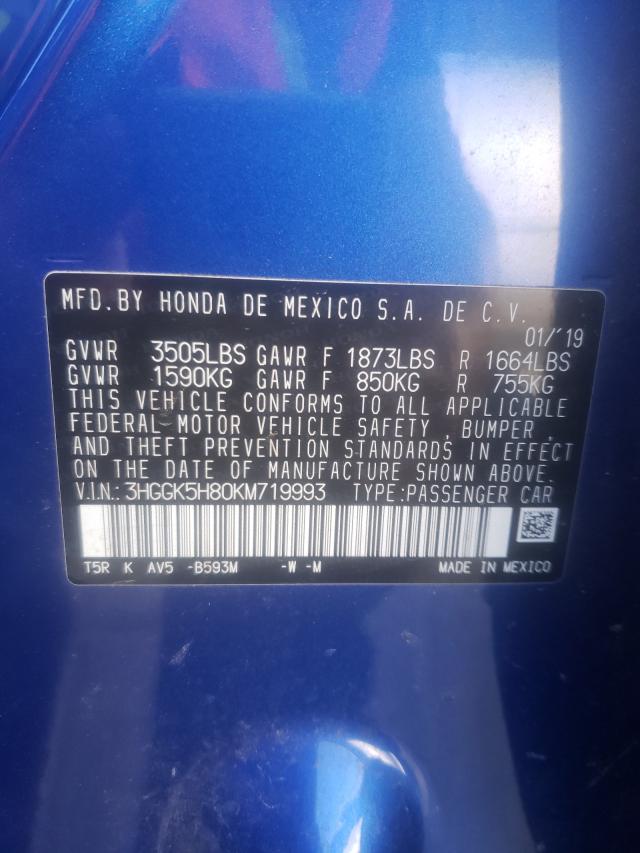 MFD.BY HONDA DE MEXICO S.A. DE C.V.
01/'19
GVWR 3505LBS GAWR F 1873LBS R 1664LBS
GVWR 1590KG GAWR F 850KG R 755KG
THIS VEHICLE CONFORMS TO ALL APPLICABLE
FEDERAL MOTOR VEHICLE SAFETY , BUMPER ,
AND THEFT PREVENTION STANDARDS IN EFFECT
ON THE DATE OF MANUFACTURE SHOWN ABOVE.
V.I.N.: 3HGGK5H80KM719993 TYPE:PASSENGER CAR
T5R K AV5 -B593M -W -M MADE IN MEXICO